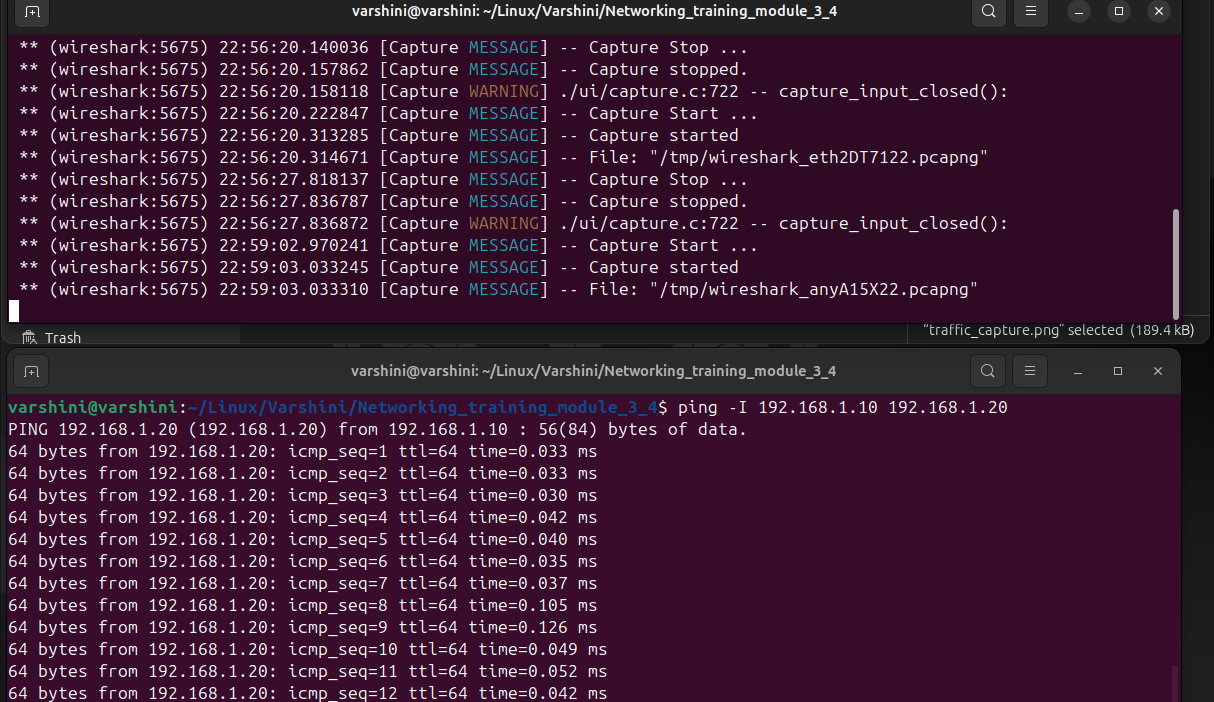 varshini@varshini: ~/Linux/Varshini/Networking_training_module_3_4
** (wireshark:5675) 22:56:20.140036 [Capture MESSAGE] -- Capture Stop ...
** (wireshark:5675) 22:56:20.157862 [Capture MESSAGE] -- Capture stopped.
** (wireshark:5675) 22:56:20.158118 [Capture WARNING] ./ui/capture.c:722 -- capture_input_closed():
** (wireshark:5675) 22:56:20.222847 [Capture MESSAGE] -- Capture Start ...
** (wireshark:5675) 22:56:20.313285 [Capture MESSAGE] -- Capture started
** (wireshark:5675) 22:56:20.314671 [Capture MESSAGE] -- File: "/tmp/wireshark_eth2DT7122.pcapng"
** (wireshark:5675) 22:56:27.818137 [Capture MESSAGE] -- Capture Stop ...
** (wireshark:5675) 22:56:27.836787 [Capture MESSAGE] -- Capture stopped.
** (wireshark:5675) 22:56:27.836872 [Capture WARNING] ./ui/capture.c:722 -- capture_input_closed():
** (wireshark:5675) 22:59:02.970241 [Capture MESSAGE] -- Capture Start ...
** (wireshark:5675) 22:59:03.033245 [Capture MESSAGE] -- Capture started
** (wireshark:5675) 22:59:03.033310 [Capture MESSAGE] -- File: "/tmp/wireshark_anyA15X22.pcapng"
Trash
“traffic_capture.png” selected (189.4 kB)
varshini@varshini: ~/Linux/Varshini/Networking_training_module_3_4
varshini@varshini:~/Linux/Varshini/Networking_training_module_3_4$ ping -I 192.168.1.10 192.168.1.20
PING 192.168.1.20 (192.168.1.20) from 192.168.1.10 : 56(84) bytes of data.
64 bytes from 192.168.1.20: icmp_seq=1 ttl=64 time=0.033 ms
64 bytes from 192.168.1.20: icmp_seq=2 ttl=64 time=0.033 ms
64 bytes from 192.168.1.20: icmp_seq=3 ttl=64 time=0.030 ms
64 bytes from 192.168.1.20: icmp_seq=4 ttl=64 time=0.042 ms
64 bytes from 192.168.1.20: icmp_seq=5 ttl=64 time=0.040 ms
64 bytes from 192.168.1.20: icmp_seq=6 ttl=64 time=0.035 ms
64 bytes from 192.168.1.20: icmp_seq=7 ttl=64 time=0.037 ms
64 bytes from 192.168.1.20: icmp_seq=8 ttl=64 time=0.105 ms
64 bytes from 192.168.1.20: icmp_seq=9 ttl=64 time=0.126 ms
64 bytes from 192.168.1.20: icmp_seq=10 ttl=64 time=0.049 ms
64 bytes from 192.168.1.20: icmp_seq=11 ttl=64 time=0.052 ms
64 bytes from 192.168.1.20: icmp_seq=12 ttl=64 time=0.042 ms